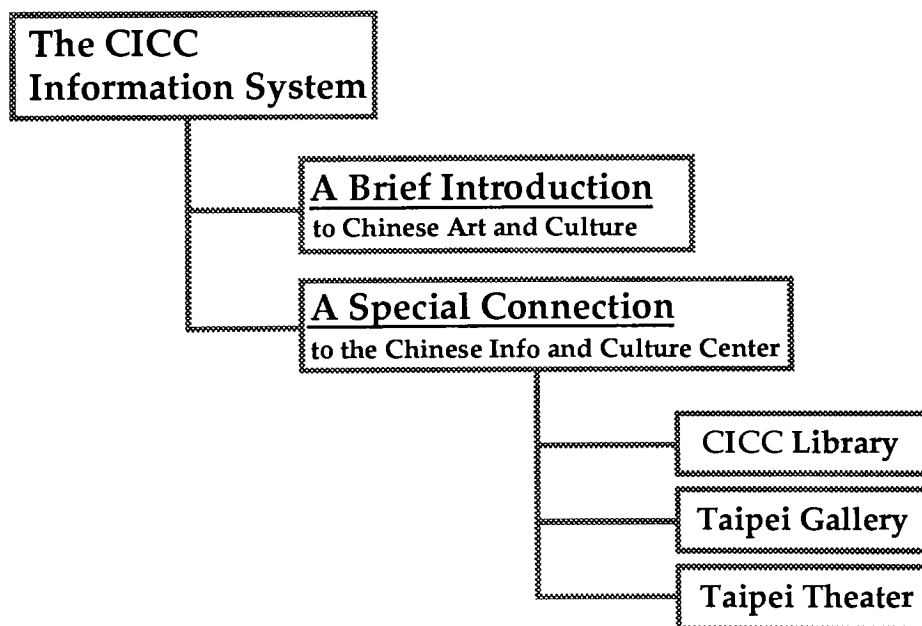 The CICC
Information System
A Brief Introduction
to Chinese Art and Culture
A Special Connection
to the Chinese Info and Culture Center
CICC Library
Taipei Gallery
Taipei Theater